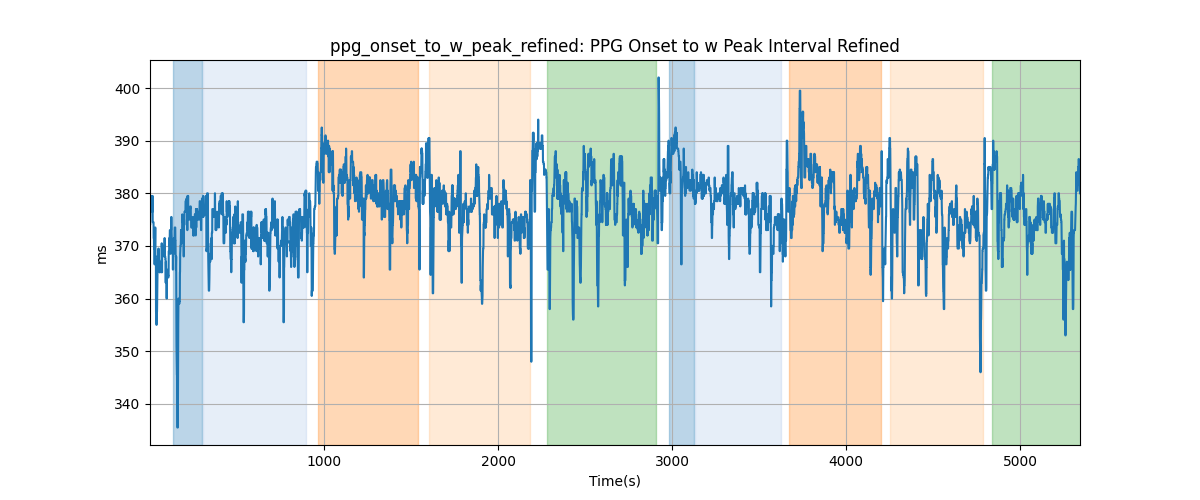 ppg_onset_to_w_peak_refined: PPG Onset to w Peak Interval Refined
400
390
380
370
360
350
340
ms
1000 2000 3000 4000 5000
Time(s)